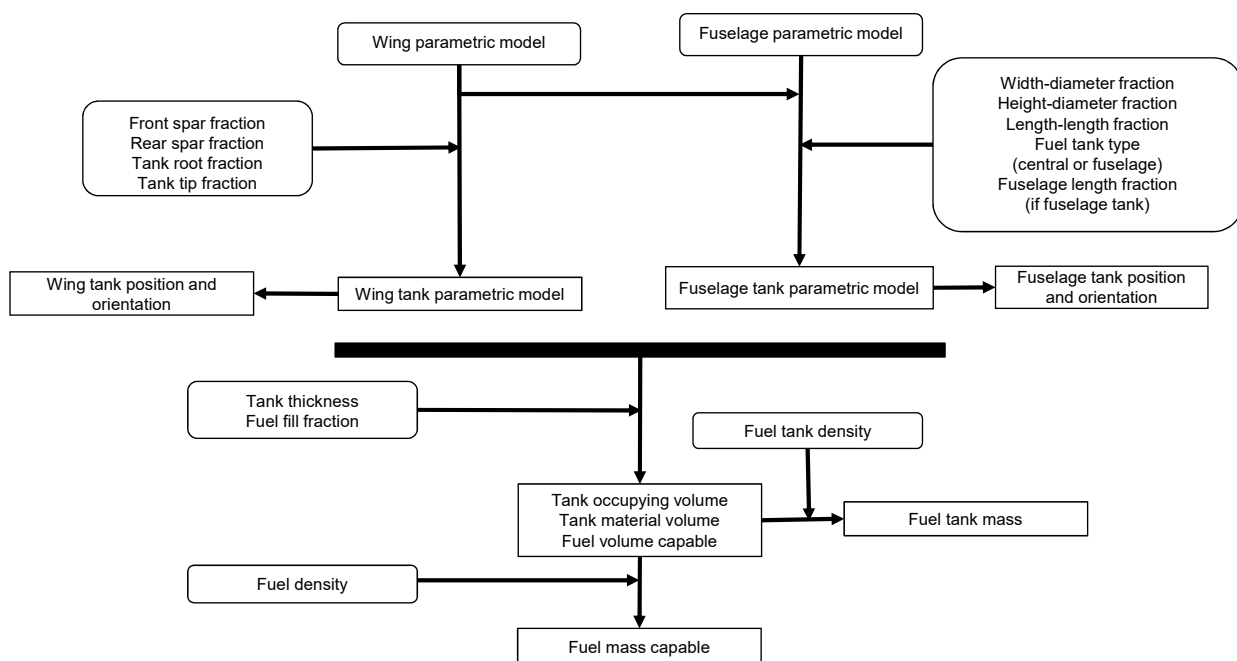 Wing parametric model
Fuselage parametric model
Front spar fraction
Rear spar fraction
Tank root fraction
Tank tip fraction
Width-diameter fraction
Height-diameter fraction
Length-length fraction
Fuel tank type
(central or fuselage)
Fuselage length fraction
(if fuselage tank)
Wing tank position and
orientation
Wing tank parametric model
Fuselage tank parametric model
Fuselage tank position
and orientation
Tank thickness
Fuel fill fraction
Fuel tank density
Tank occupying volume
Tank material volume
Fuel volume capable
Fuel tank mass
Fuel density
Fuel mass capable